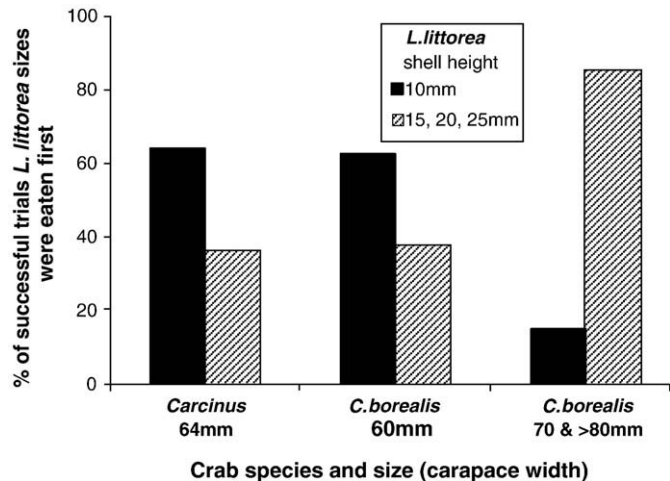 % of successful trials L. littorea sizes
were eaten first
100
80
60
40
20
0
L.littorea
shell height
10mm
15, 20, 25mm
Carcinus
64mm
C.borealis
60mm
C.borealis
70 & >80mm
Crab species and size (carapace width)